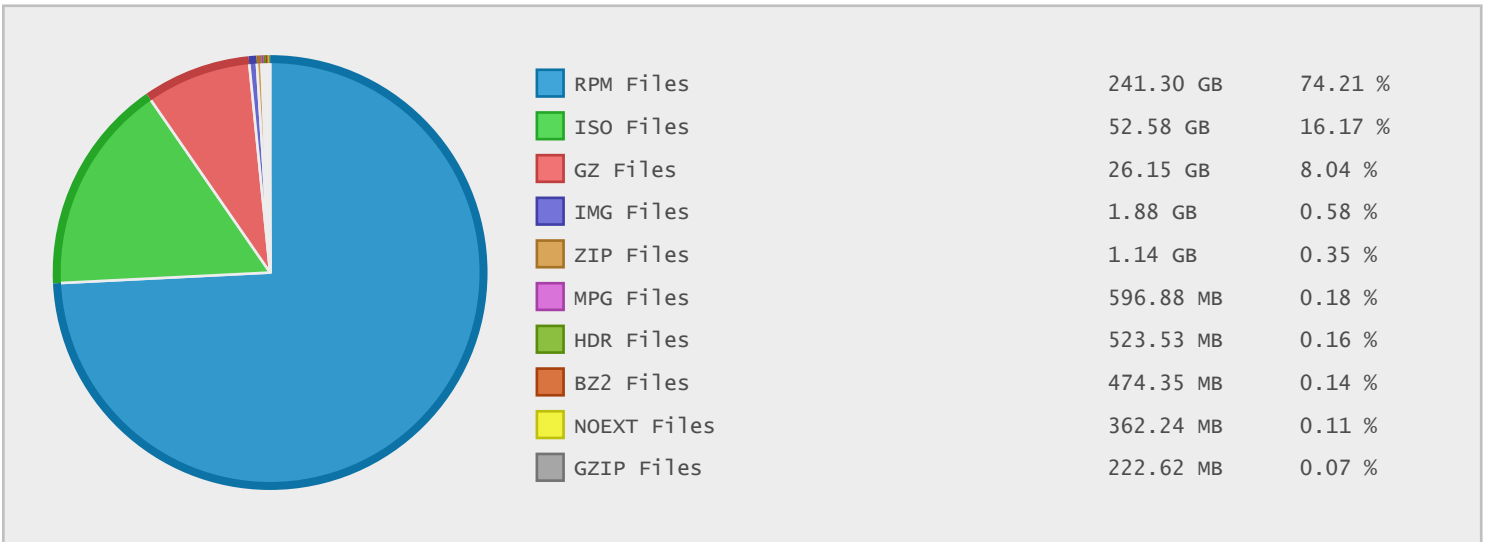 RPM Files 241.30 GB 74.21 %
ISO Files 52.58 GB 16.17 %
GZ Files 26.15 GB 8.04 %
IMG Files 1.88 GB 0.58 %
ZIP Files 1.14 GB 0.35 %
MPG Files 596.88 MB 0.18 %
HDR Files 523.53 MB 0.16 %
BZ2 Files 474.35 MB 0.14 %
NOEXT Files 362.24 MB 0.11 %
GZIP Files 222.62 MB 0.07 %